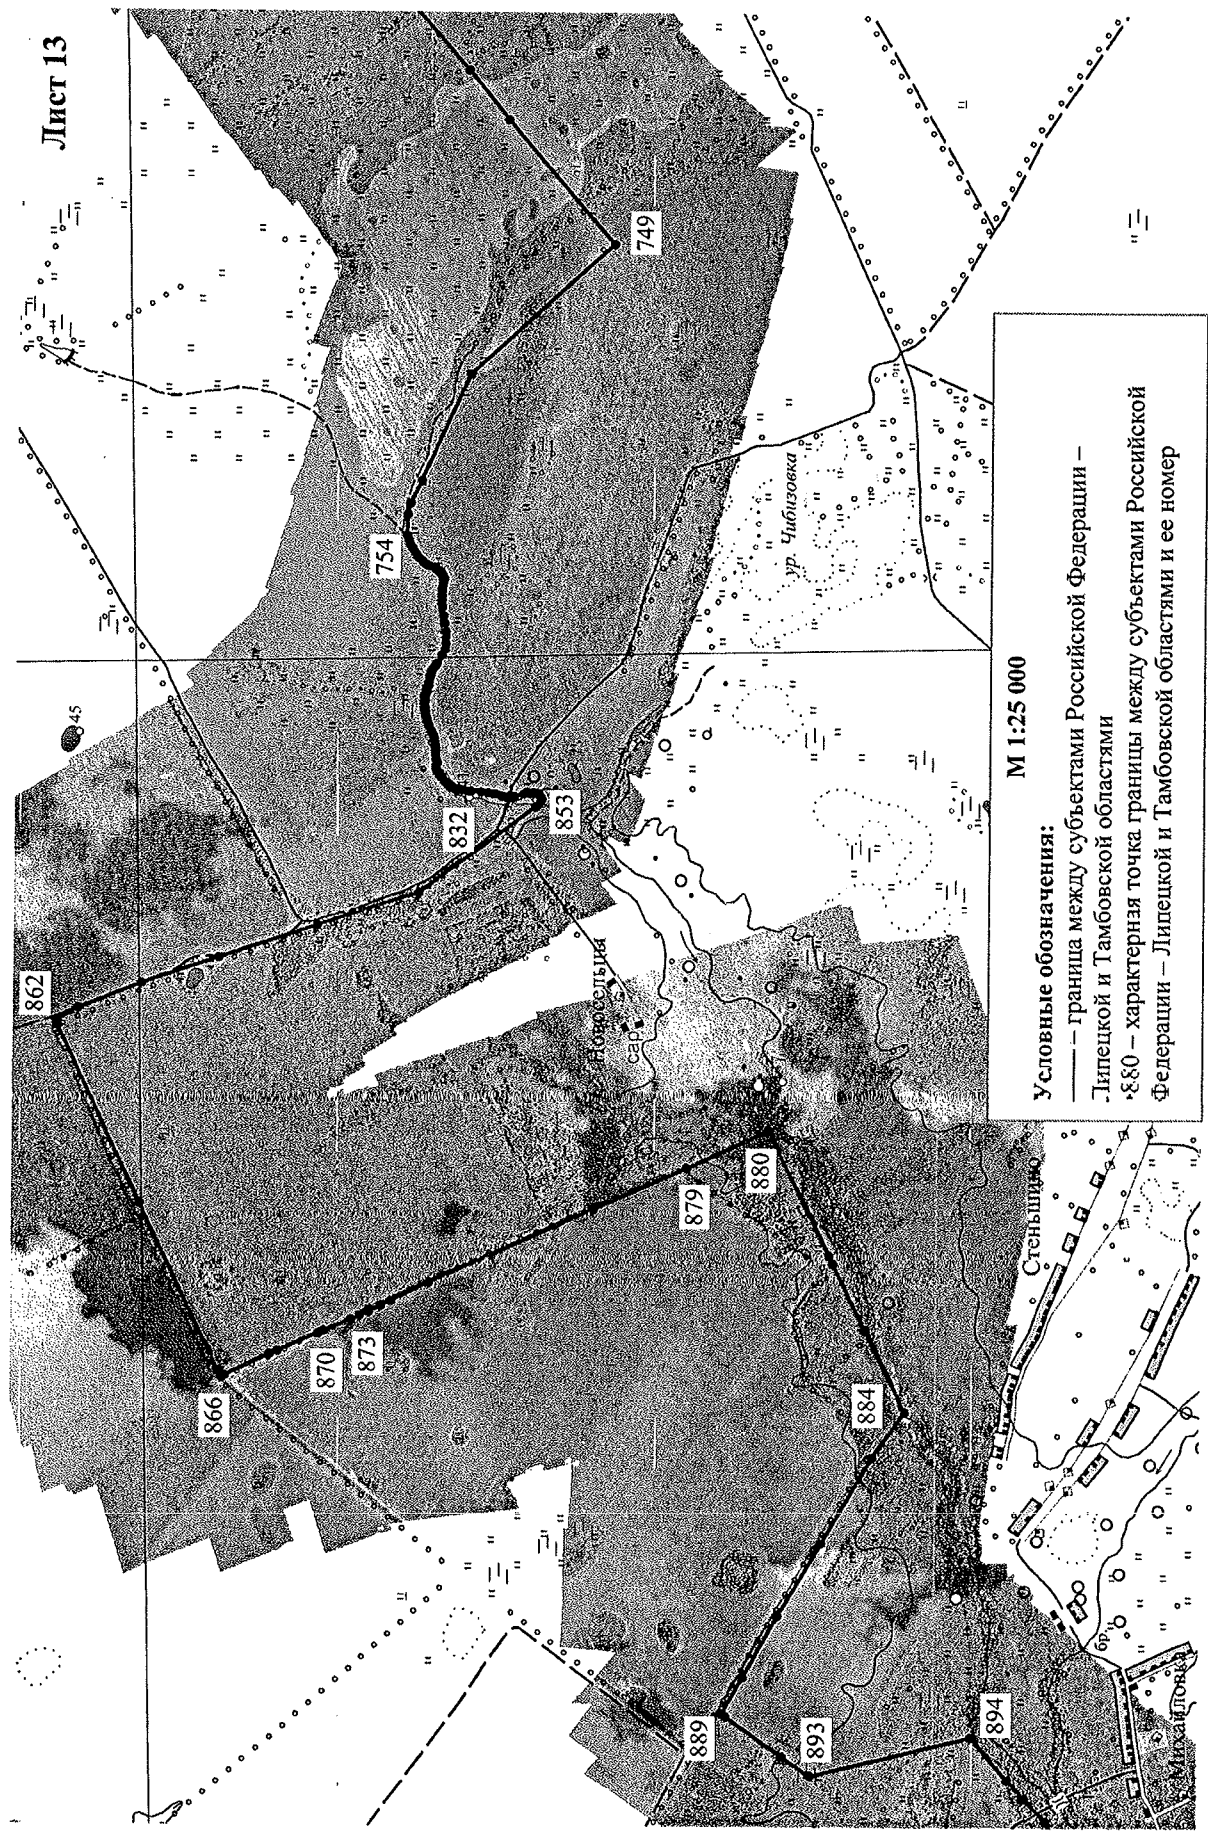 Лист 13
45
862
866
870
873
832
754
853
749
ур. Чибизовка
Новосельцы
сар.
879
880
884
889
893
894
Стеньшино
Михайловка
бр.
М 1:25 000
Условные обозначения:
—— – граница между субъектами Российской Федерации –
Липецкой и Тамбовской областями
•880 – характерная точка границы между субъектами Российской
Федерации – Липецкой и Тамбовской областями и ее номер